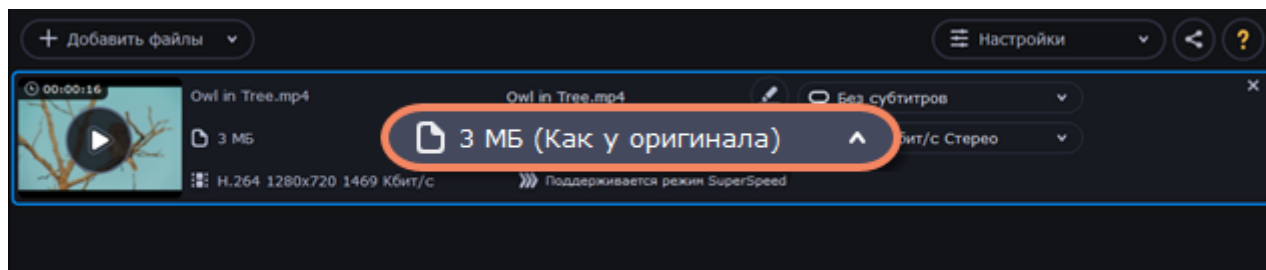 + Добавить файлы
Настройки
?
00:00:16
Owl in Tree.mp4
Owl in Tree.mp4
Без субтитров
3 МБ
3 МБ (Как у оригинала)
бит/с Стерео
H.264 1280x720 1469 Кбит/с
Поддерживается режим SuperSpeed